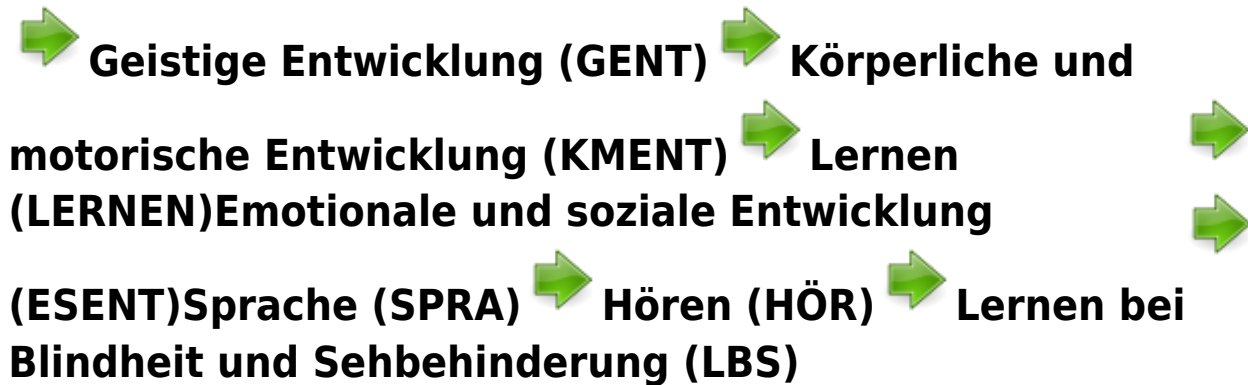 Geistige Entwicklung (GENT) Körperliche und
motorische Entwicklung (KMENT) Lernen
(LERNEN)Emotionale und soziale Entwicklung
(ESENT)Sprache (SPRA) Hören (HÖR) Lernen bei
Blindheit und Sehbehinderung (LBS)